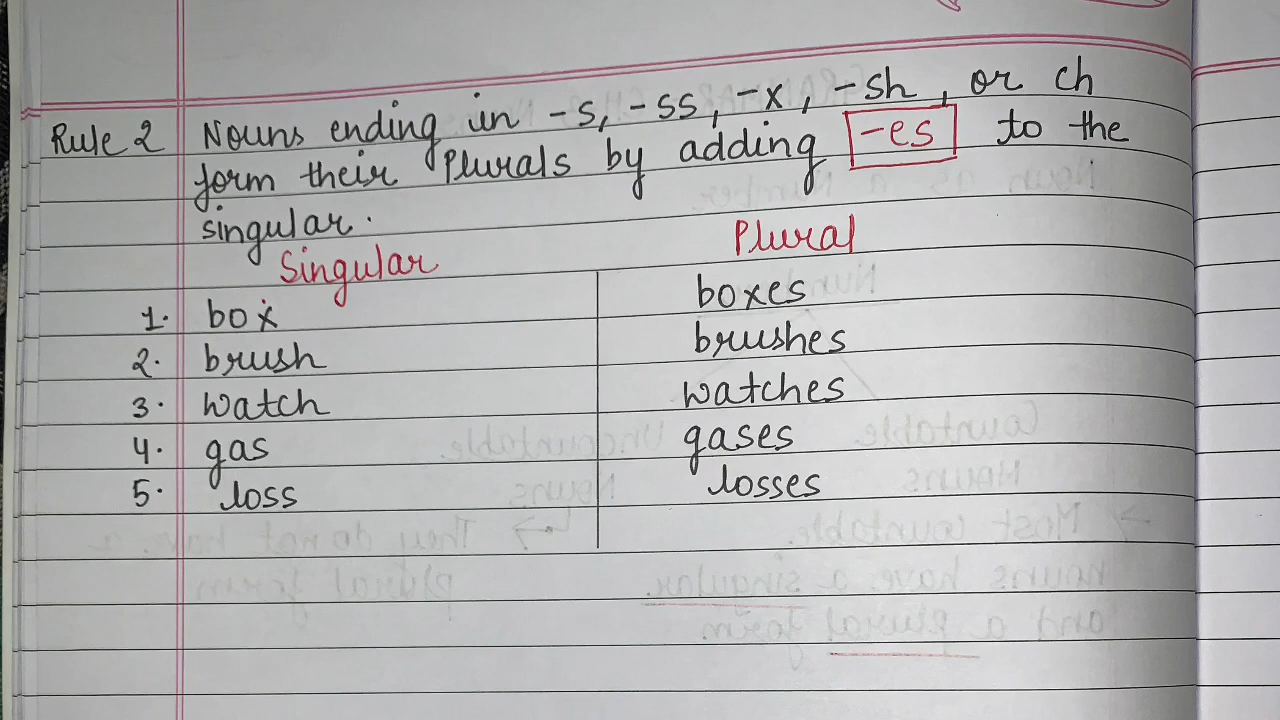 Rule 2 Nouns ending in -s, -ss, -x, -sh, or ch
form their Plurals by adding -es to the
singular.
Singular Plural
1. box boxes
2. brush brushes
3. watch watches
4. gas gases
5. loss losses